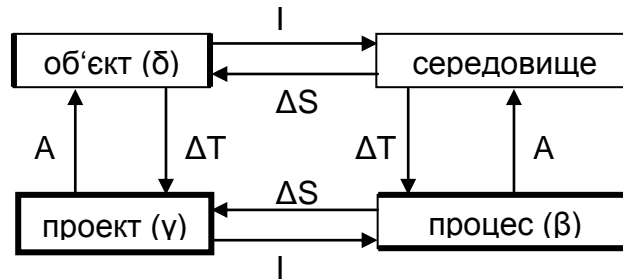 I
об‘єкт (δ)
середовище
ΔS
A
ΔT
ΔT
A
ΔS
проект (γ)
процес (β)
I